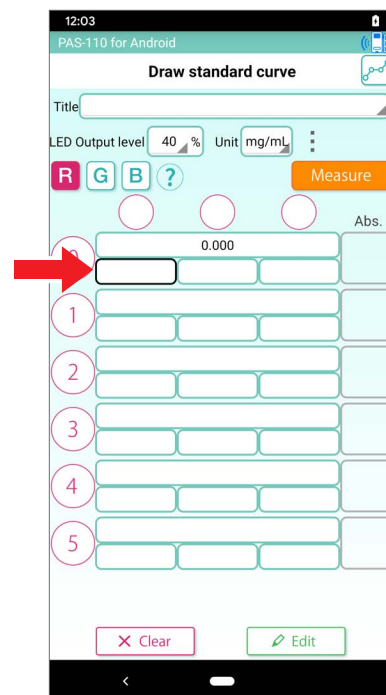 12:03
PAS-110 for Android
Draw standard curve
Title
LED Output level 40 % Unit mg/mL
R G B ?
Measure
Abs.
0.000
1
2
3
4
5
× Clear
Edit